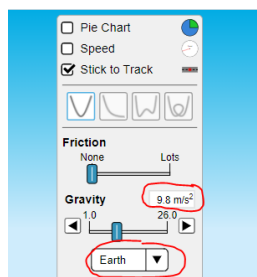 Pie Chart
Speed
Stick to Track
Friction
None Lots
Gravity 9.8 m/s²
1.0 26.0
Earth